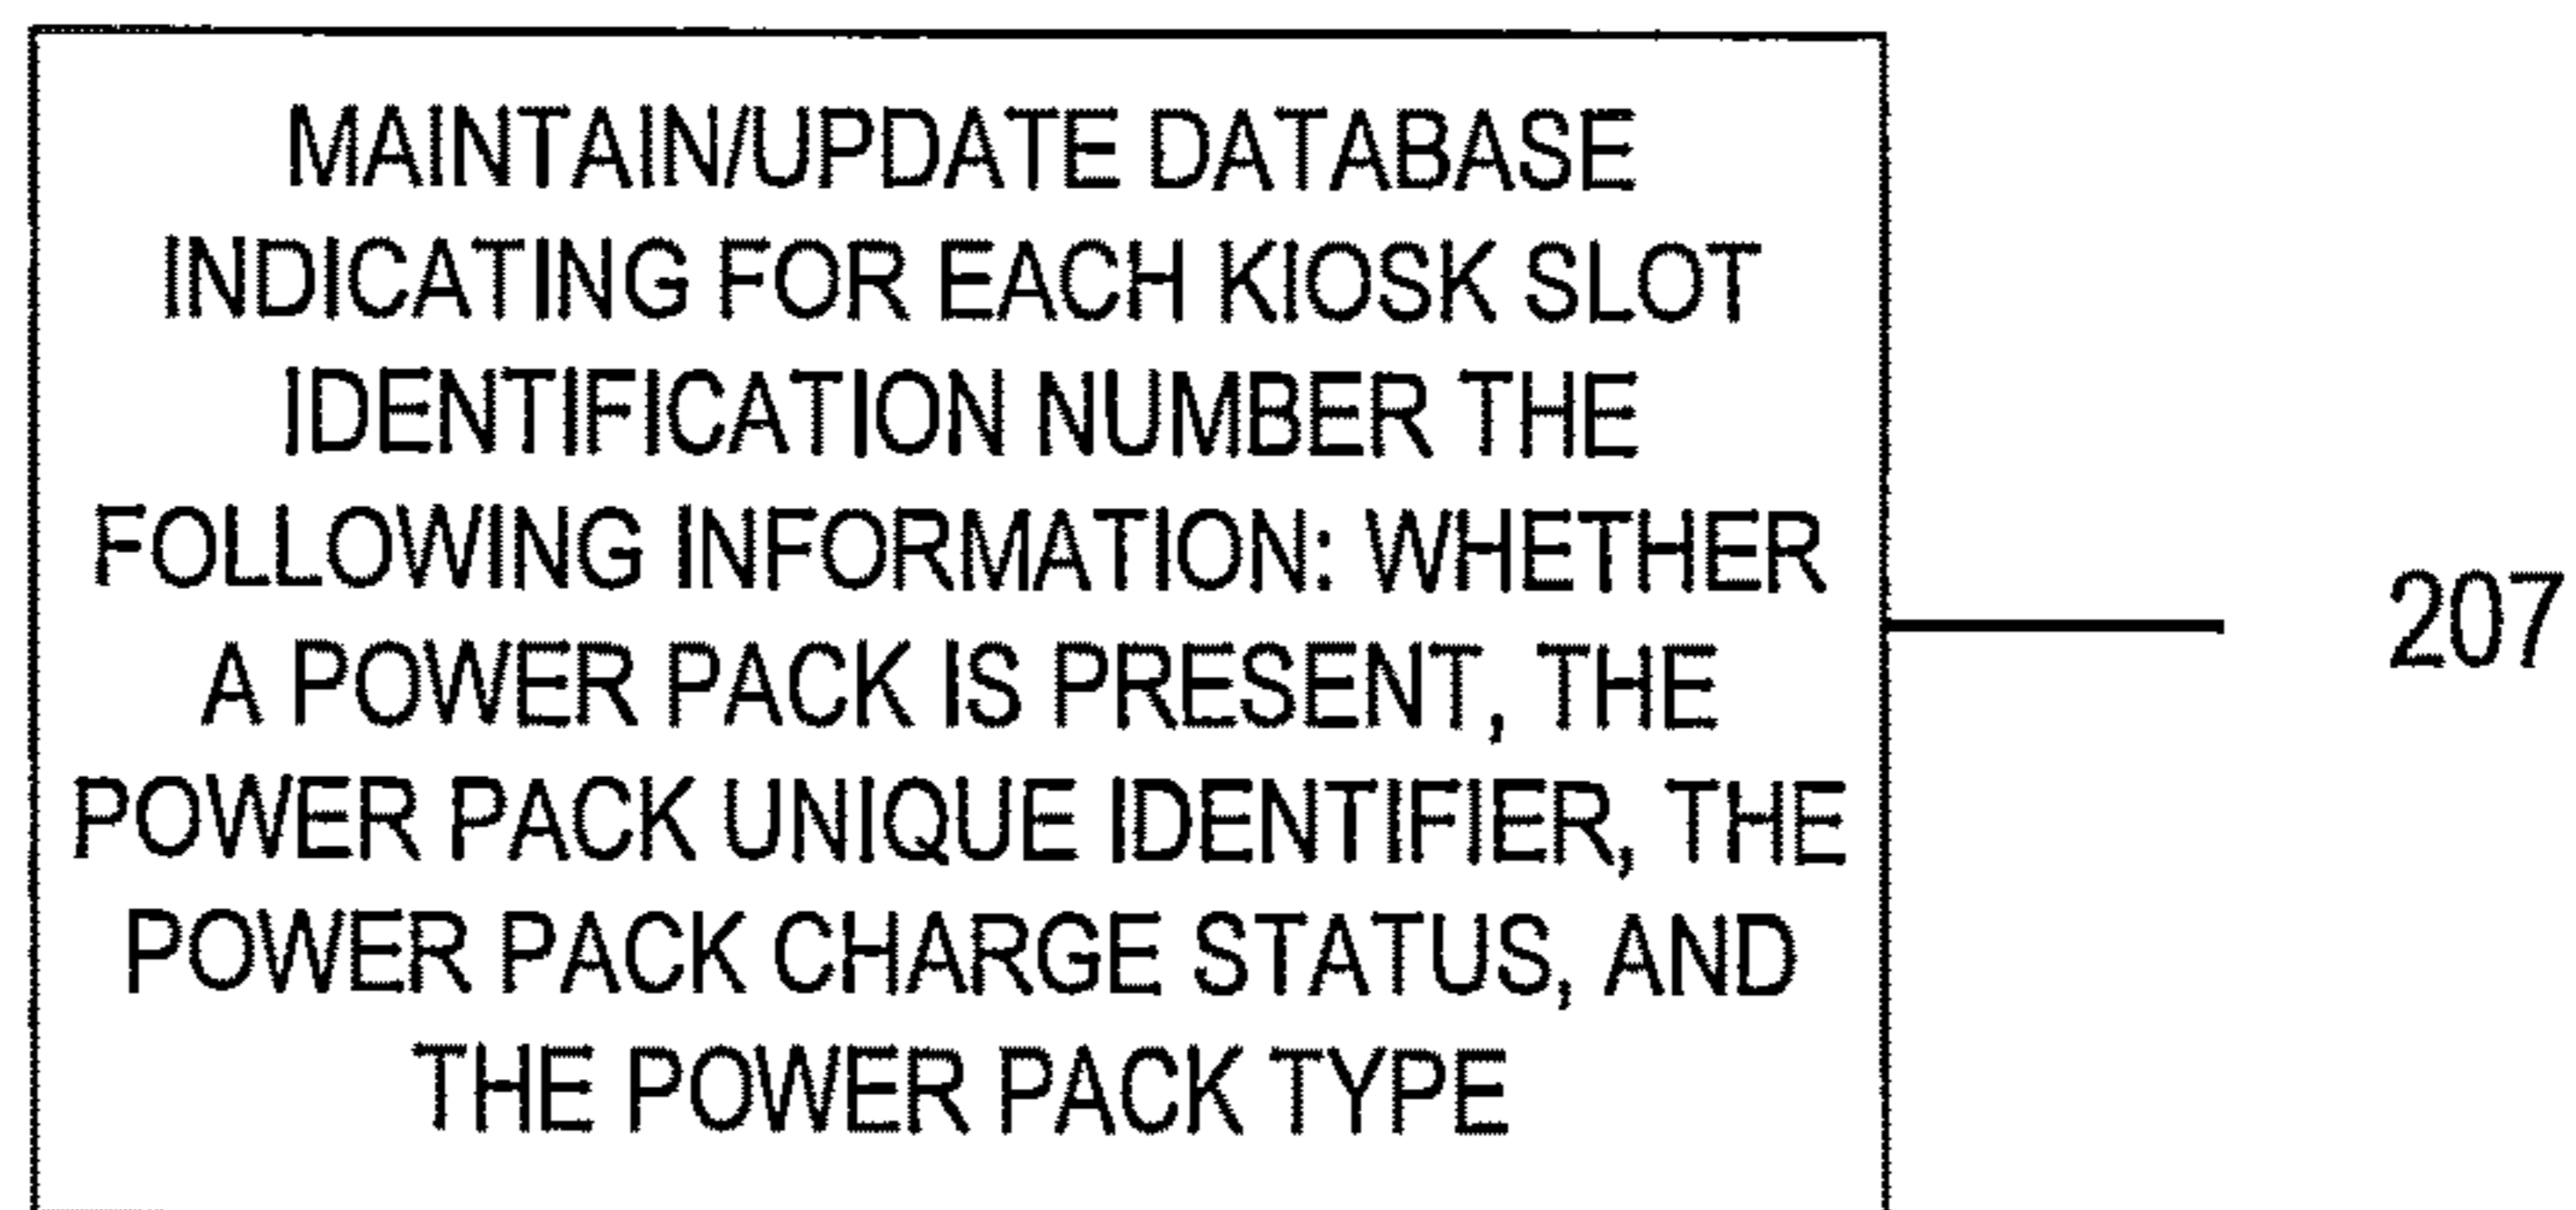 MAINTAIN/UPDATE DATABASE
INDICATING FOR EACH KIOSK SLOT
IDENTIFICATION NUMBER THE
FOLLOWING INFORMATION: WHETHER
A POWER PACK IS PRESENT, THE
POWER PACK UNIQUE IDENTIFIER, THE
POWER PACK CHARGE STATUS, AND
THE POWER PACK TYPE
207